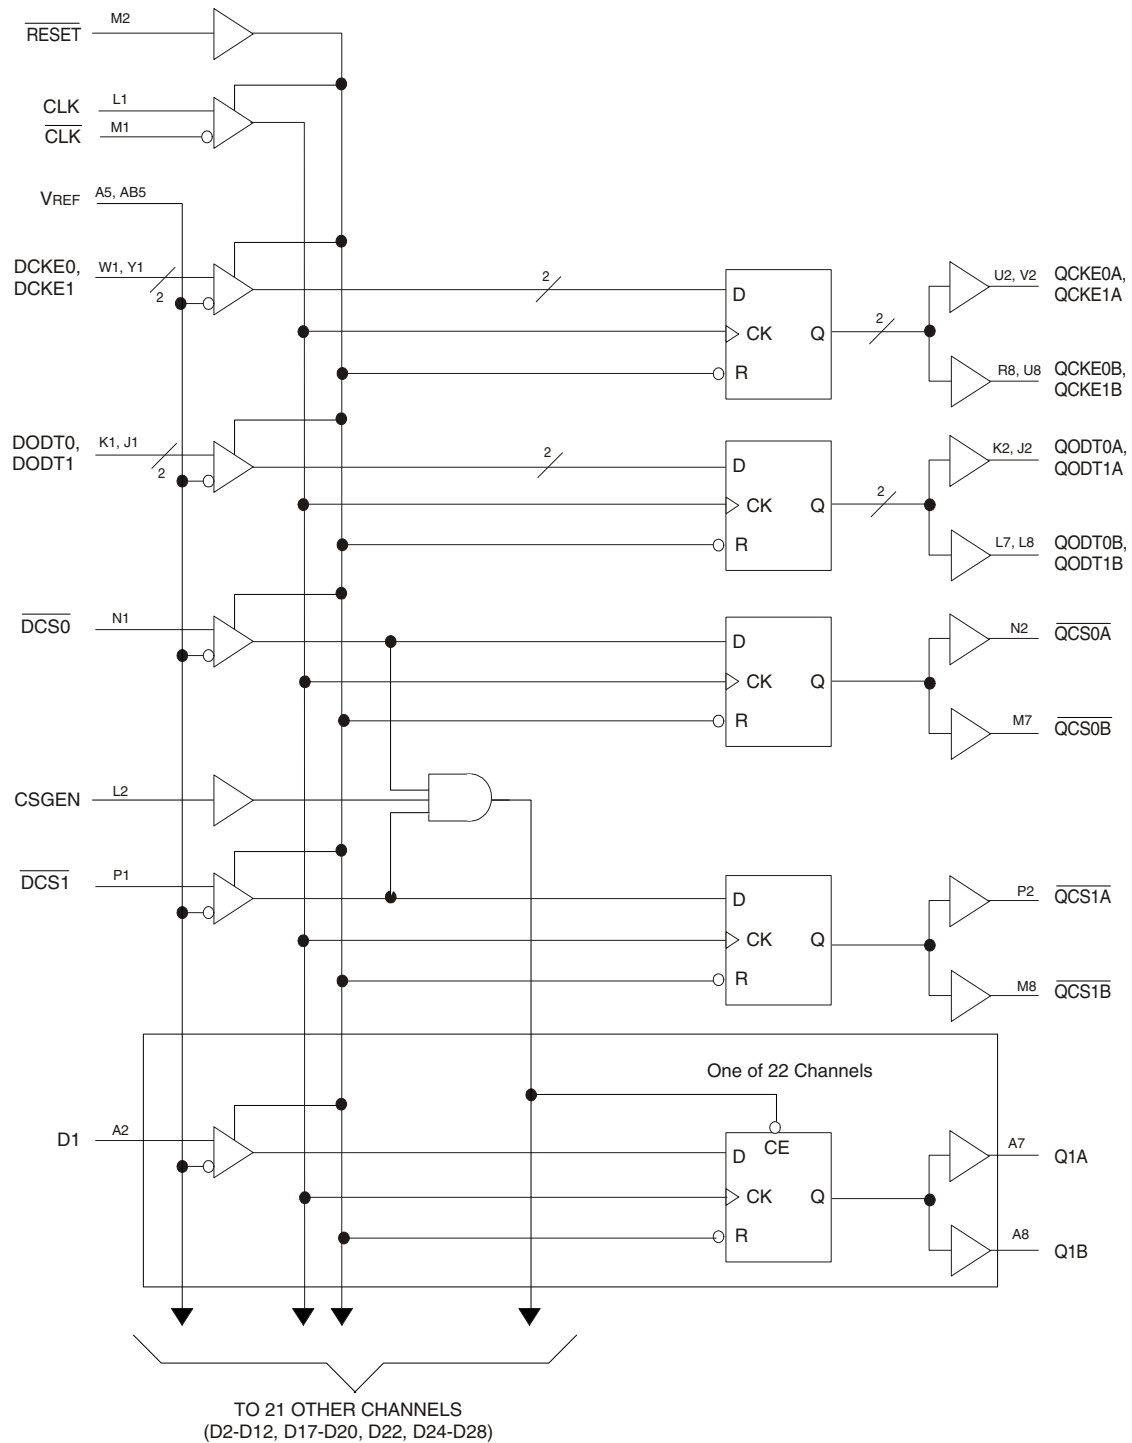 RESET M2
CLK L1
CLK M1
VREF A5, AB5
DCKE0, W1, Y1
DCKE1 2
2
D
CK Q
R
2
U2, V2 QCKE0A,
QCKE1A
R8, U8 QCKE0B,
QCKE1B
DODT0, K1, J1
DODT1 2
2
D
CK Q
R
2
K2, J2 QODT0A,
QODT1A
L7, L8 QODT0B,
QODT1B
DCS0 N1
D
CK Q
R
N2 QCS0A
M7 QCS0B
CSGEN L2
DCS1 P1
D
CK Q
R
P2 QCS1A
M8 QCS1B
One of 22 Channels
D1 A2
CE
D
CK Q
R
A7 Q1A
A8 Q1B
TO 21 OTHER CHANNELS
(D2-D12, D17-D20, D22, D24-D28)